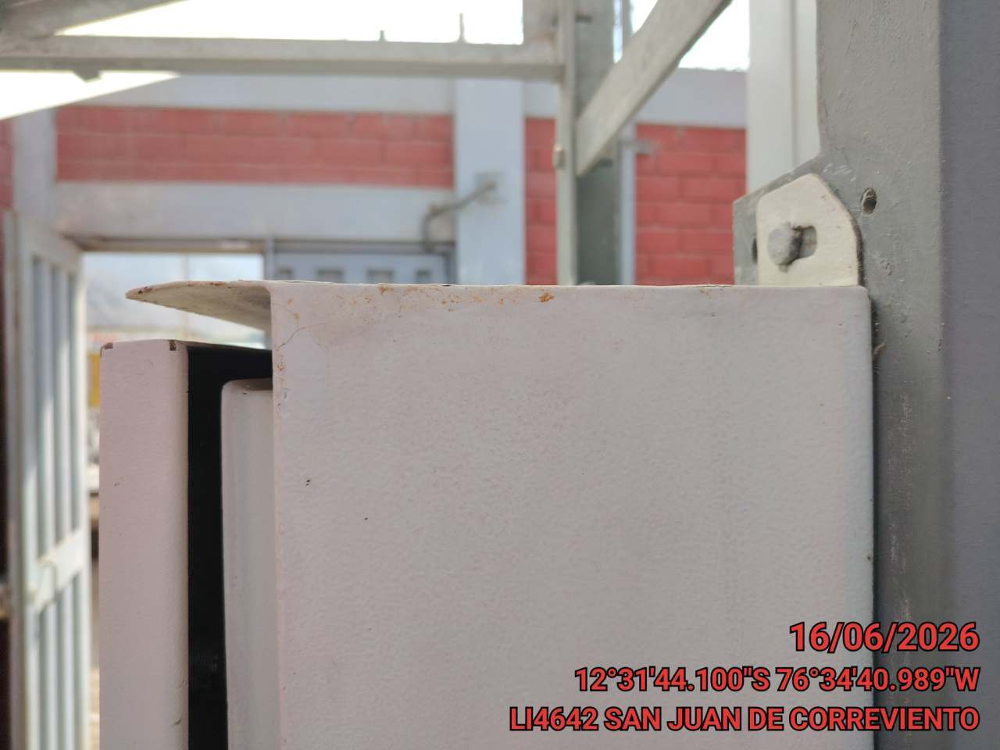 16/06/2026
12°31'44.100"S 76°34'40.989"W
LI4642 SAN JUAN DE CORREVIENTO